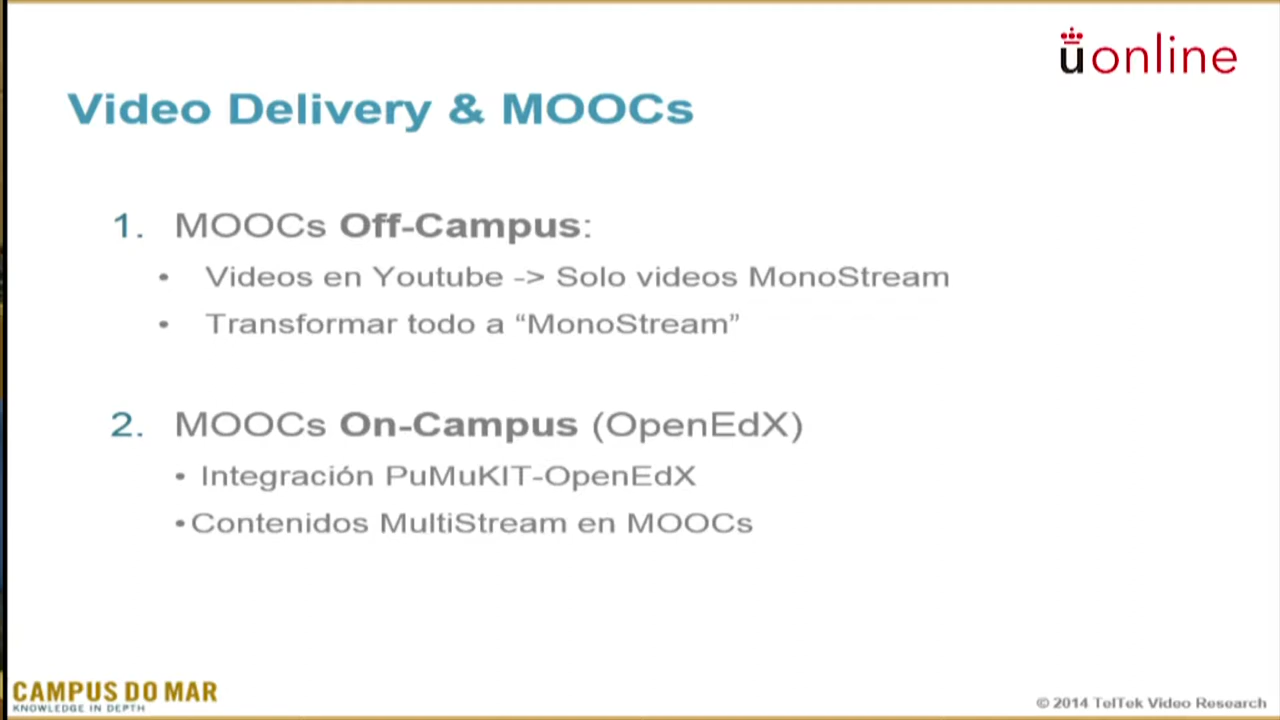 uonline
Video Delivery & MOOCs
1. MOOCs Off-Campus:
• Videos en Youtube -> Solo videos MonoStream
• Transformar todo a “MonoStream”
2. MOOCs On-Campus (OpenEdX)
• Integración PuMuKIT-OpenEdX
• Contenidos MultiStream en MOOCs
CAMPUS DO MAR
KNOWLEDGE IN DEPTH
© 2014 TelTek Video Research